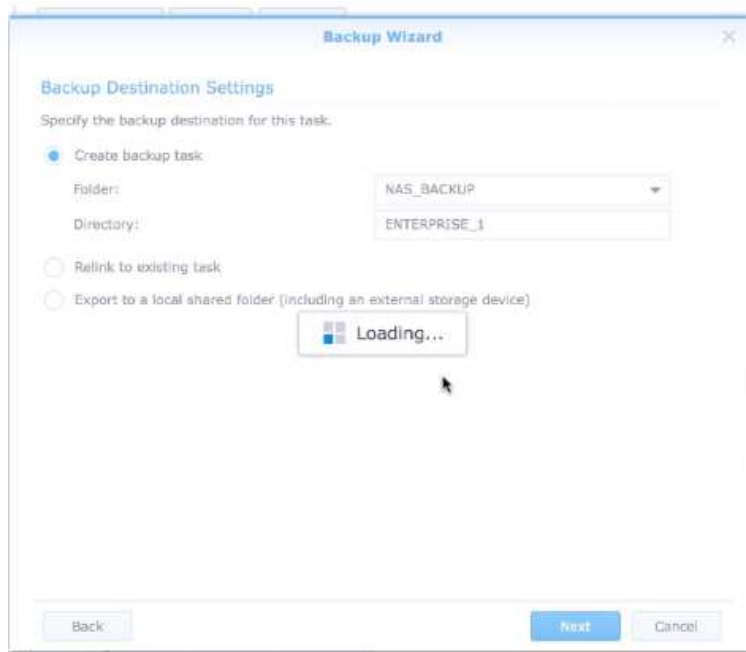 Backup Wizard
Backup Destination Settings
Specify the backup destination for this task.
Create backup task
Folder: NAS_BACKUP
Directory: ENTERPRISE_1
Relink to existing task
Export to a local shared folder (including an external storage device)
Loading...
Back Next Cancel